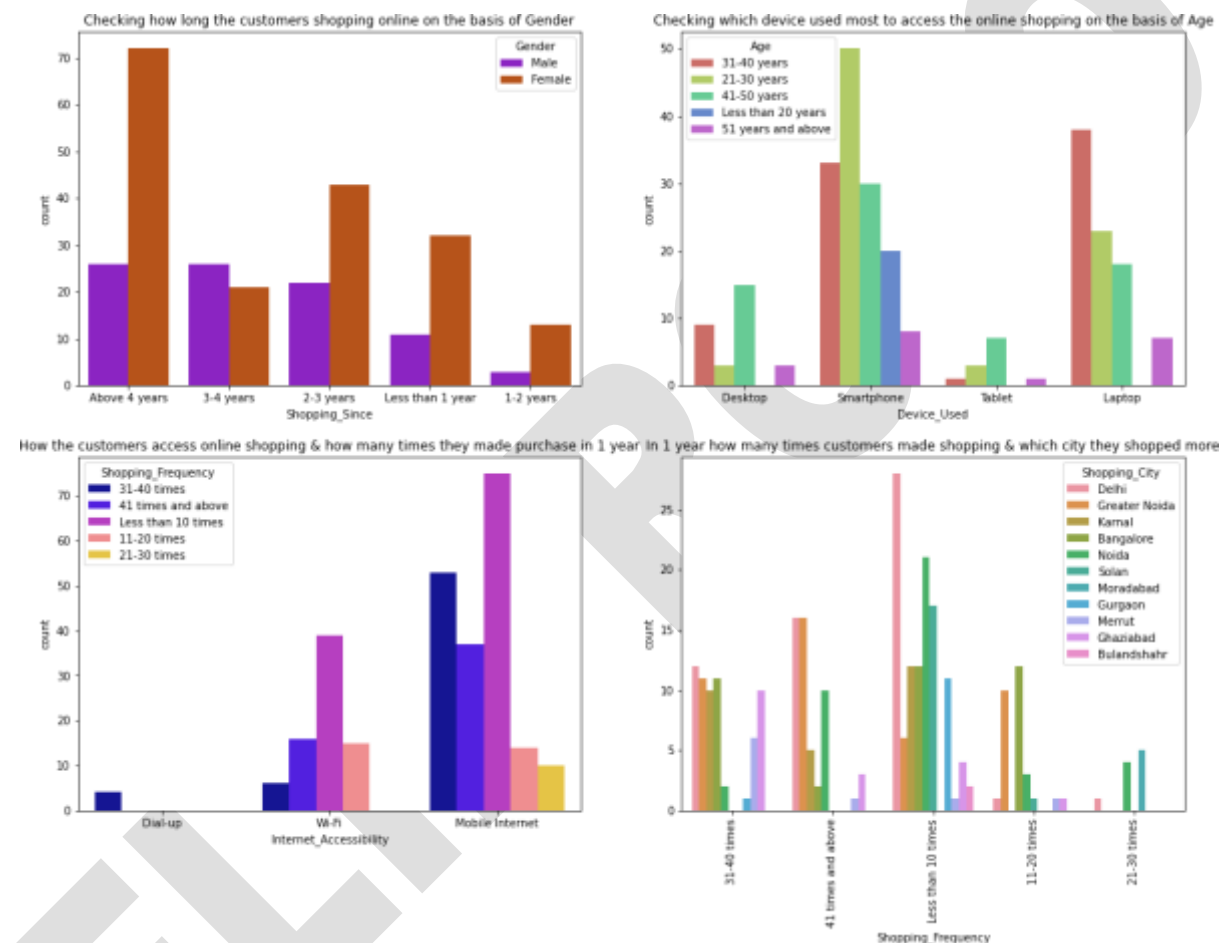 Checking how long the customers shopping online on the basis of Gender
70
60
50
40
30
20
10
0
count
Gender
Male
Female
Above 4 years
3-4 years
2-3 years
Less than 1 year
1-2 years
Shopping_Since
Checking which device used most to access the online shopping on the basis of Age
50
40
30
20
10
0
count
Age
31-40 years
21-30 years
41-50 yaers
Less than 20 years
51 years and above
Desktop
Smartphone
Tablet
Laptop
Device_Used
How the customers access online shopping & how many times they made purchase in 1 year
70
60
50
40
30
20
10
0
count
Shopping_Frequency
31-40 times
41 times and above
Less than 10 times
11-20 times
21-30 times
Dial-up
Wi-Fi
Mobile Internet
Internet_Accessibility
In 1 year how many times customers made shopping & which city they shopped more
25
20
15
10
5
0
count
Shopping_City
Delhi
Greater Noida
Karnal
Bangalore
Noida
Solan
Moradabad
Gurgaon
Merrut
Ghaziabad
Bulandshahr
31-40 times
41 times and above
Less than 10 times
11-20 times
21-30 times
Shopping_Frequency